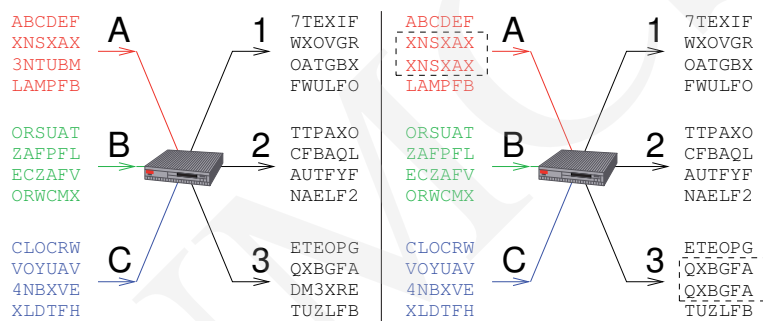 ABCDEF
XNSXAX
3NTUBM
LAMPFB
A
1
7TEXIF
WXOVGR
OATGBX
FWULFO
ORSUAT
ZAFPFL
ECZAFV
ORWCMX
B
2
TTPAXO
CFBAQL
AUTFYF
NAELF2
CLOCRW
VOYUAV
4NBXVE
XLDTFH
C
3
ETEOPG
QXBGFA
DM3XRE
TUZLFB
ABCDEF
XNSXAX
XNSXAX
LAMPFB
A
1
7TEXIF
WXOVGR
OATGBX
FWULFO
ORSUAT
ZAFPFL
ECZAFV
ORWCMX
B
2
TTPAXO
CFBAQL
AUTFYF
NAELF2
CLOCRW
VOYUAV
4NBXVE
XLDTFH
C
3
ETEOPG
QXBGFA
QXBGFA
TUZLFB